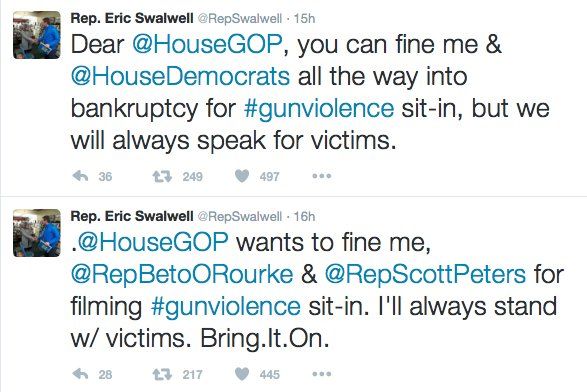 Rep. Eric Swalwell @RepSwalwell · 15h
Dear @HouseGOP, you can fine me &
@HouseDemocrats all the way into
bankruptcy for #gunviolence sit-in, but we
will always speak for victims.
36 249 497
Rep. Eric Swalwell @RepSwalwell · 16h
.@HouseGOP wants to fine me,
@RepBetoORourke & @RepScottPeters for
filming #gunviolence sit-in. I'll always stand
w/ victims. Bring.It.On.
28 217 445